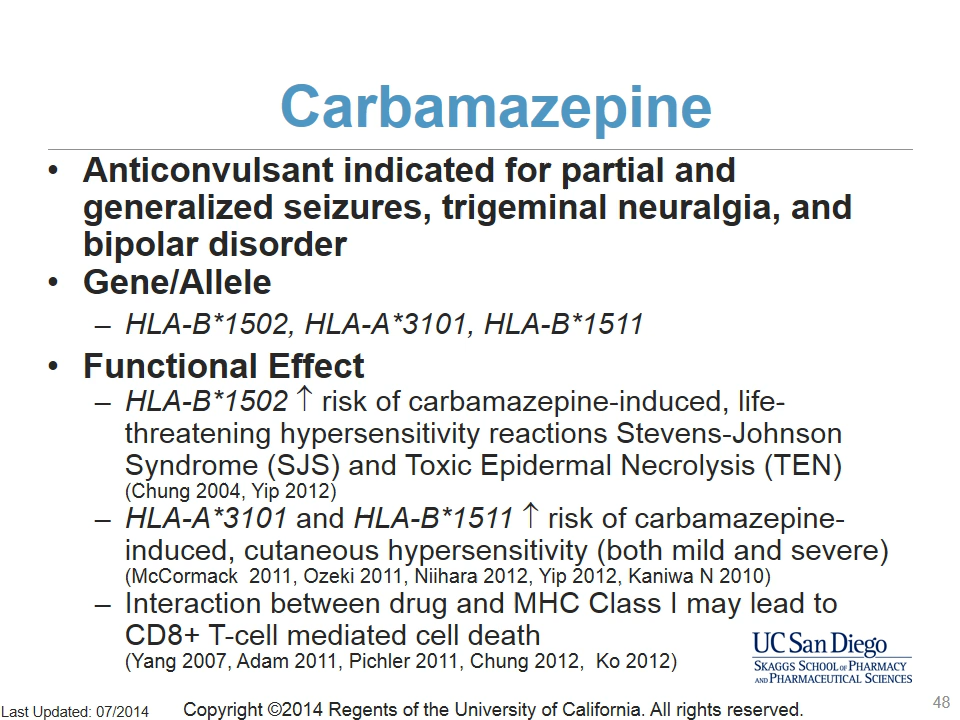 Carbamazepine
• Anticonvulsant indicated for partial and
generalized seizures, trigeminal neuralgia, and
bipolar disorder
• Gene/Allele
– HLA-B*1502, HLA-A*3101, HLA-B*1511
• Functional Effect
– HLA-B*1502 ↑ risk of carbamazepine-induced, life-
threatening hypersensitivity reactions Stevens-Johnson
Syndrome (SJS) and Toxic Epidermal Necrolysis (TEN)
(Chung 2004, Yip 2012)
– HLA-A*3101 and HLA-B*1511 ↑ risk of carbamazepine-
induced, cutaneous hypersensitivity (both mild and severe)
(McCormack  2011, Ozeki 2011, Niihara 2012, Yip 2012, Kaniwa N 2010)
– Interaction between drug and MHC Class I may lead to
CD8+ T-cell mediated cell death
(Yang 2007, Adam 2011, Pichler 2011, Chung 2012,  Ko 2012)
UC San Diego
SKAGGS SCHOOL OF PHARMACY
AND PHARMACEUTICAL SCIENCES
Last Updated: 07/2014
Copyright ©2014 Regents of the University of California. All rights reserved.
48